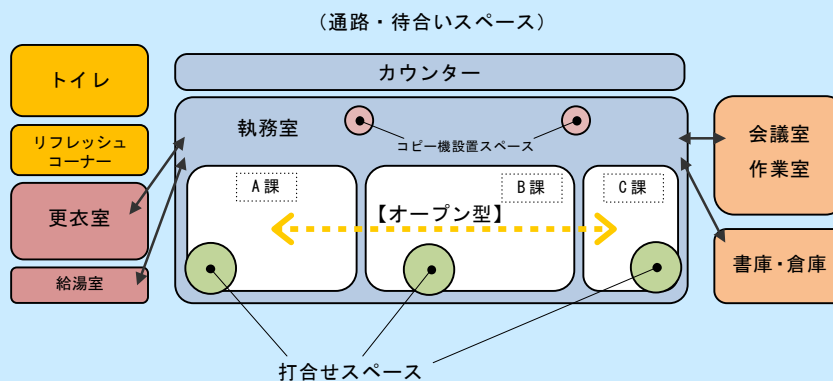 （通路・待合いスペース）
トイレ
カウンター
リフレッシュ
コーナー
執務室
コピー機設置スペース
会議室
作業室
A課
B課
C課
更衣室
【オープン型】
給湯室
書庫・倉庫
打合せスペース